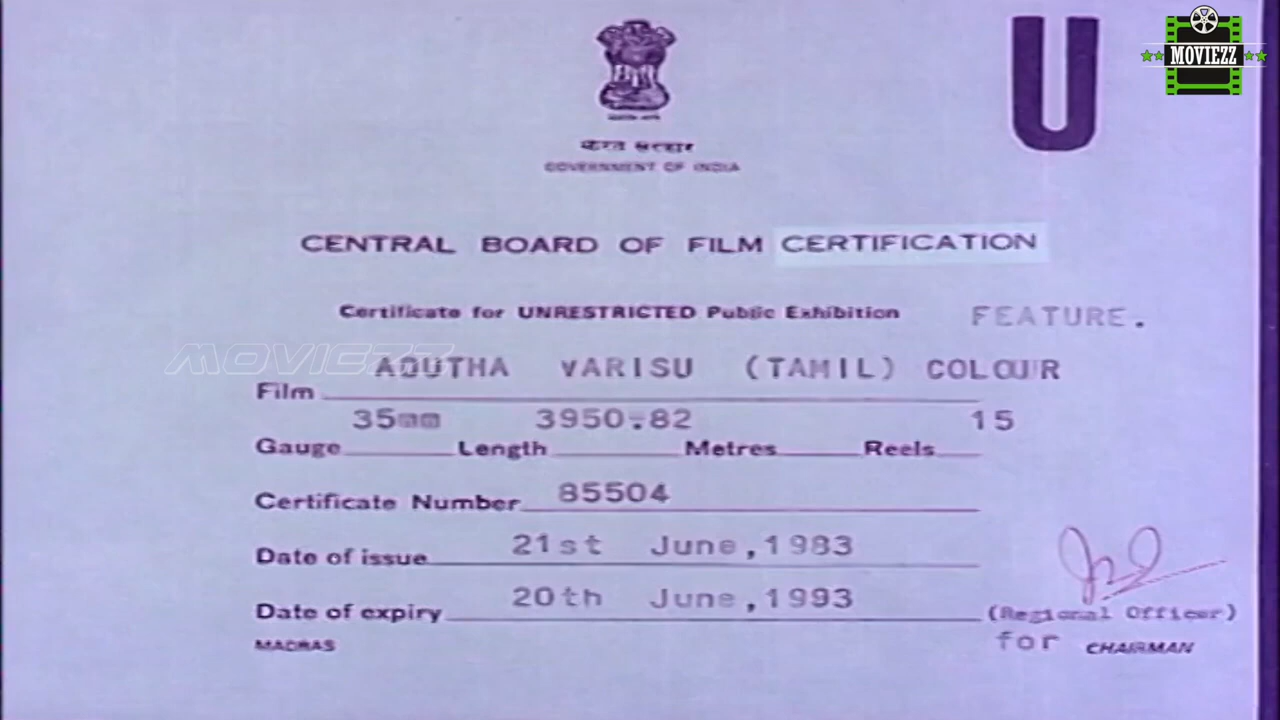 U
MOVIEZZ
भारत सरकार
GOVERNMENT OF INDIA
CENTRAL BOARD OF FILM CERTIFICATION
Certificate for UNRESTRICTED Public Exhibition FEATURE.
MOVIEZZ
ADUTHA VARISU (TAMIL) COLOUR
Film
35mm 3950.82 15
Gauge Length Metres Reels
Certificate Number 85504
Date of issue 21st June,1983
Date of expiry 20th June,1993
(Regional Officer)
MADRAS for CHAIRMAN